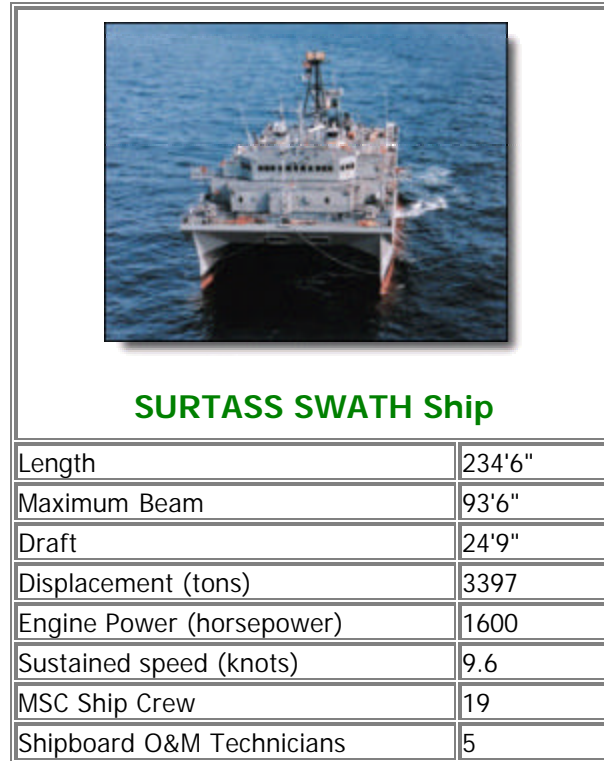 SURTASS SWATH Ship
Length 234'6"
Maximum Beam 93'6"
Draft 24'9"
Displacement (tons) 3397
Engine Power (horsepower) 1600
Sustained speed (knots) 9.6
MSC Ship Crew 19
Shipboard O&M Technicians 5